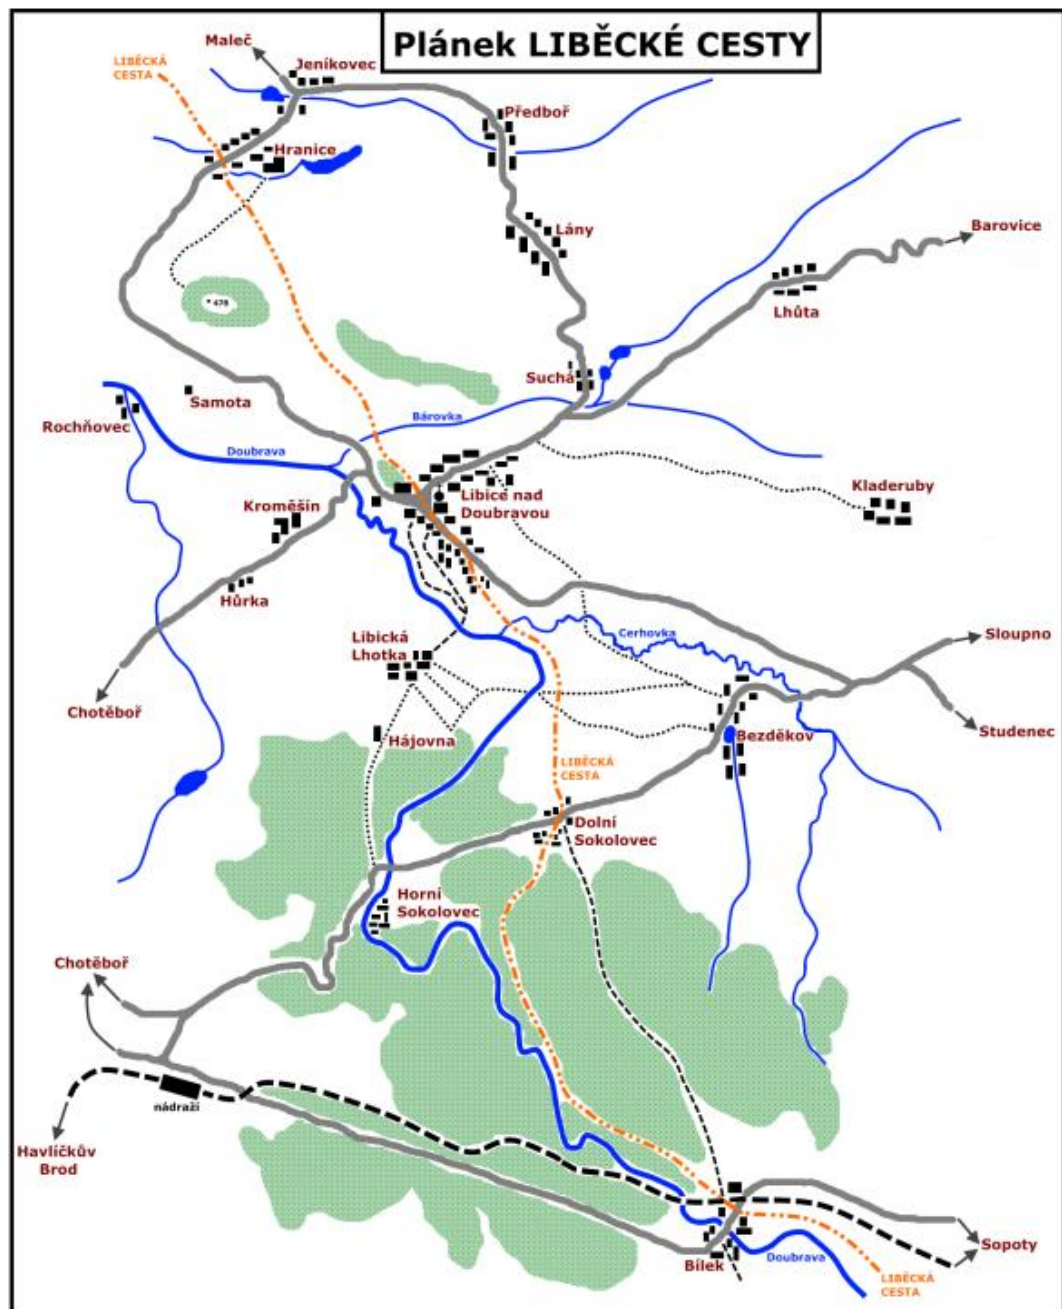 Plánek LIBĚCKÉ CESTY
Maleč
LIBĚCKÁ
CESTA
Jeníkovec
Předboř
Hranice
Lány
Barovice
478
Lhůta
Suchá
Samota
Bárovka
Rochňovec
Doubrava
Kladeruby
Libice nad
Doubravou
Kroměšín
Hůrka
Cerhovka
Sloupno
Libická
Lhotka
Chotěboř
Studenec
Hájovna
Bezděkov
LIBĚCKÁ
CESTA
Dolní
Sokolovec
Horní
Sokolovec
Chotěboř
nádraží
Havlíčkův
Brod
Sopoty
Bílek
Doubrava
LIBĚCKÁ
CESTA